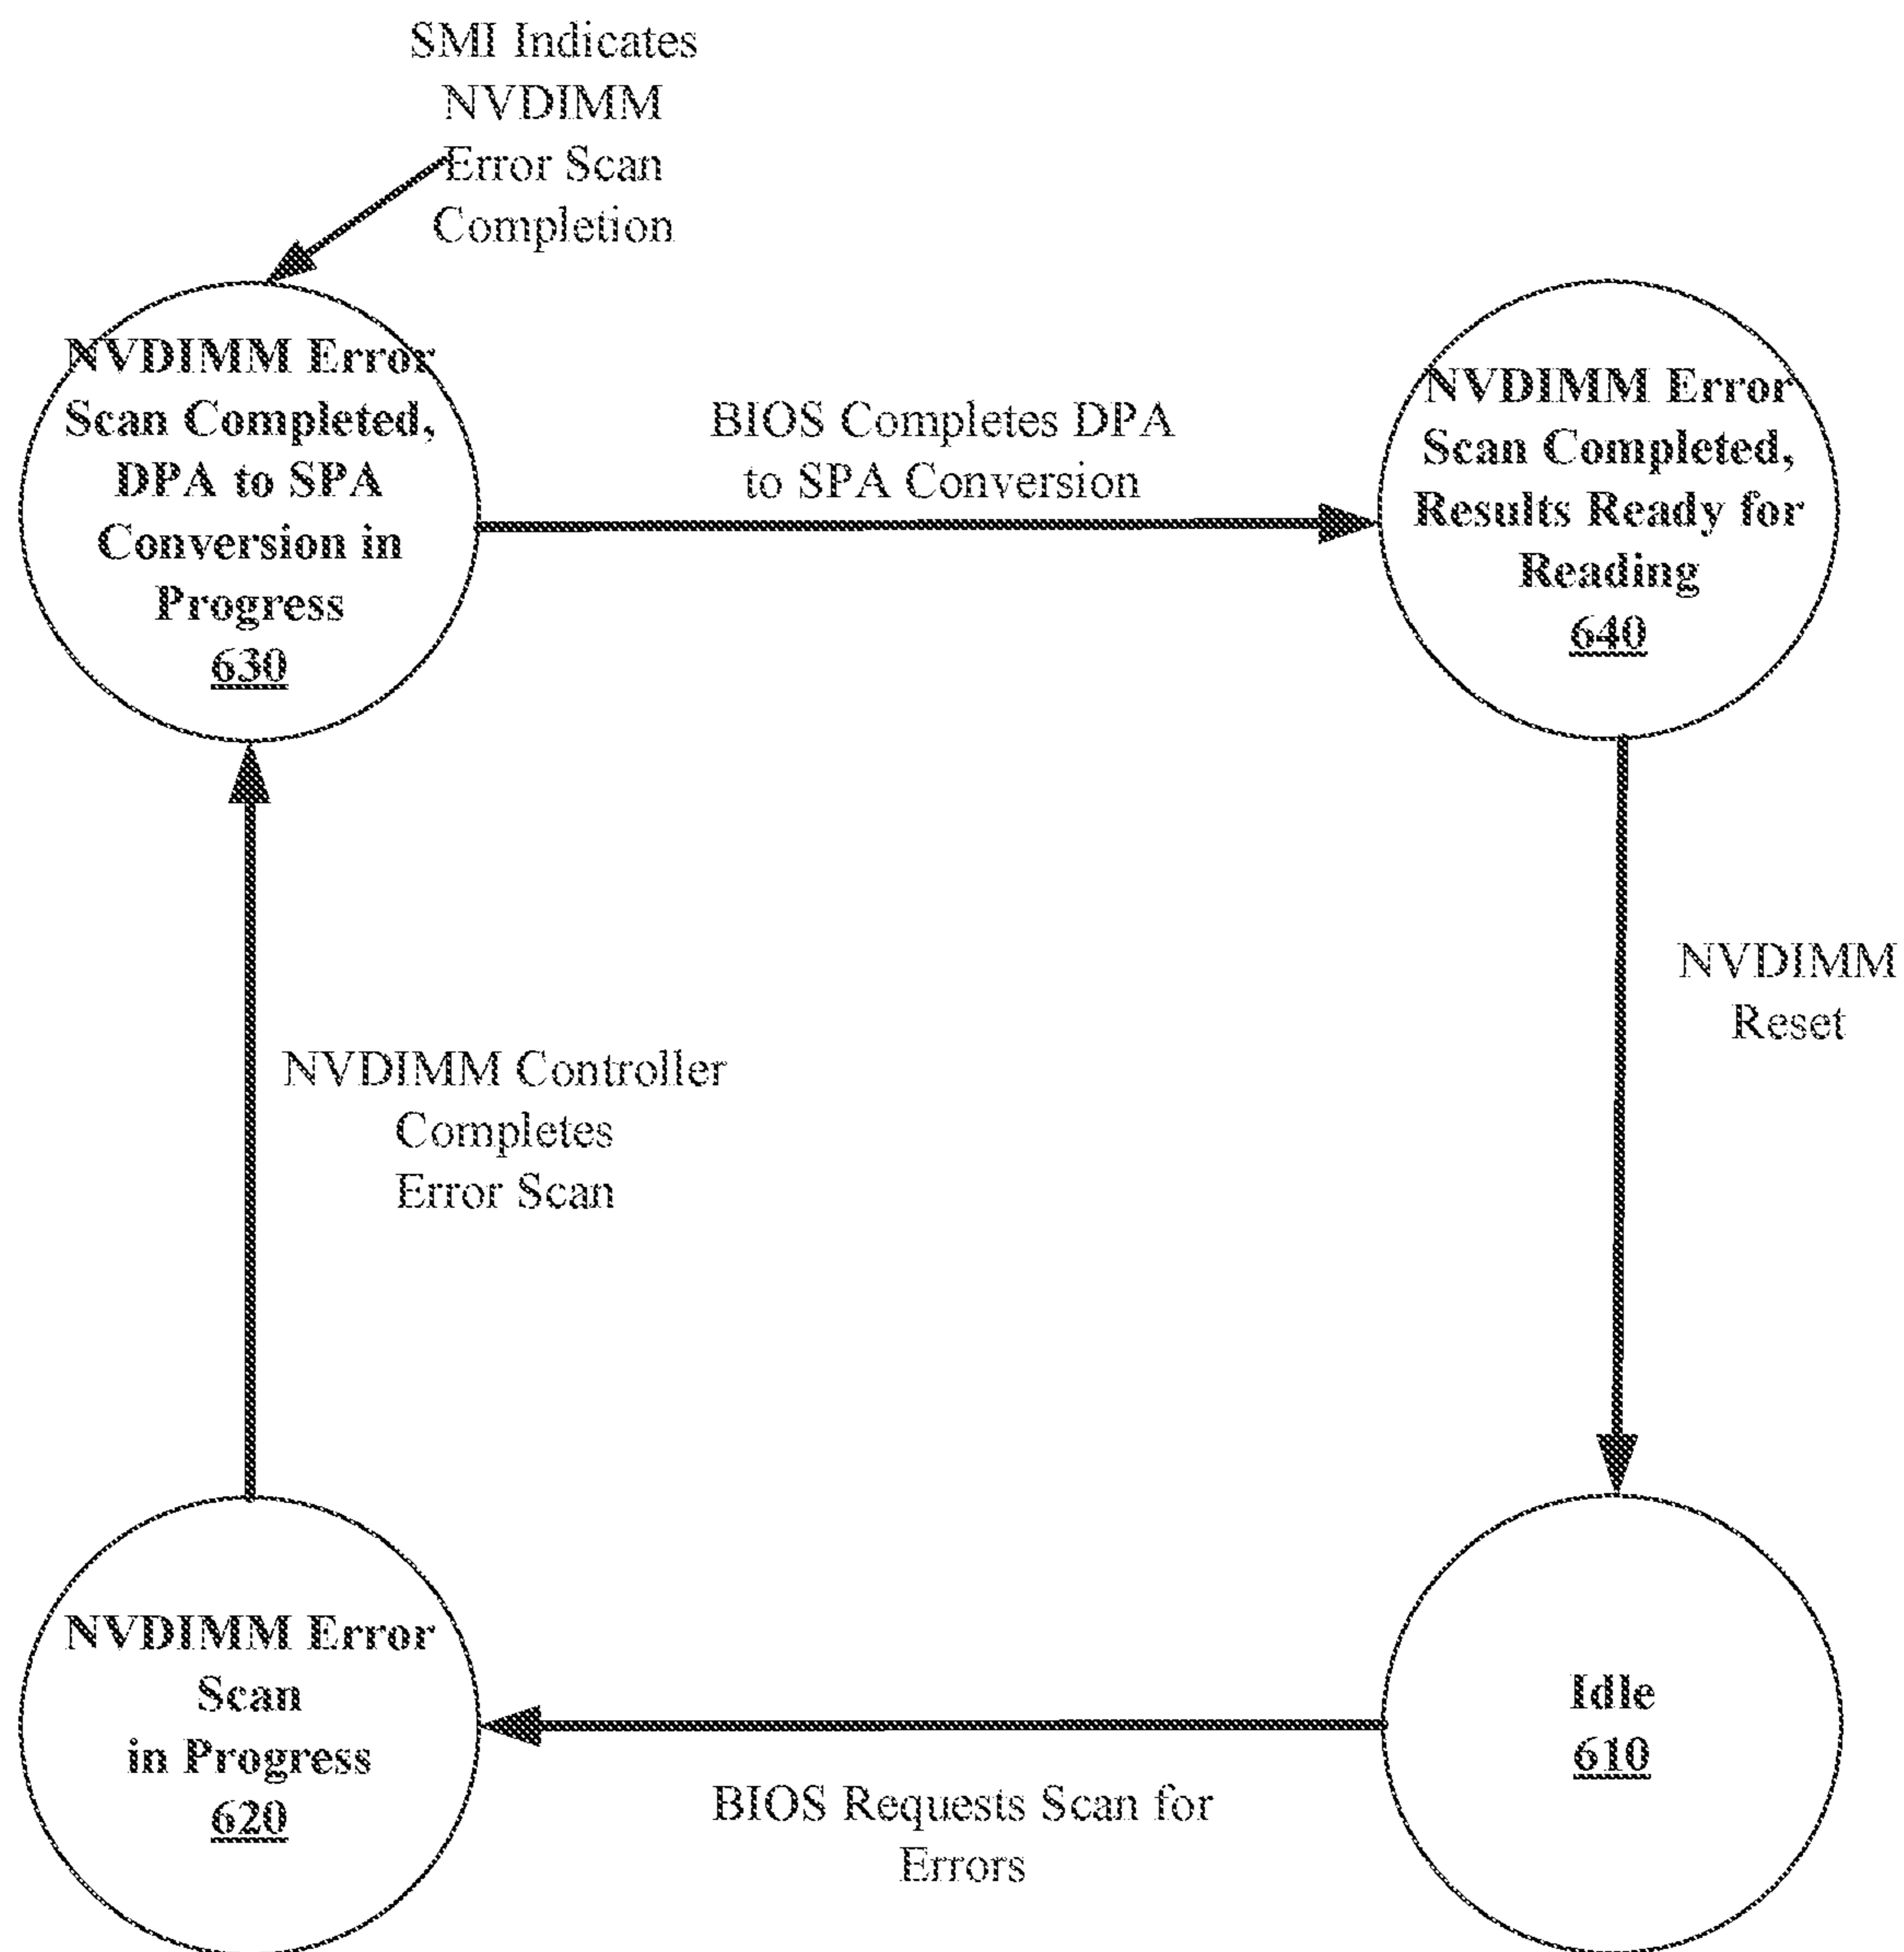 SMI Indicates
NVDIMM
Error Scan
Completion
NVDIMM Error
Scan Completed,
DPA to SPA
Conversion in
Progress
630
BIOS Completes DPA
to SPA Conversion
NVDIMM Error
Scan Completed,
Results Ready for
Reading
640
NVDIMM
Reset
NVDIMM Controller
Completes
Error Scan
NVDIMM Error
Scan
in Progress
620
BIOS Requests Scan for
Errors
Idle
610